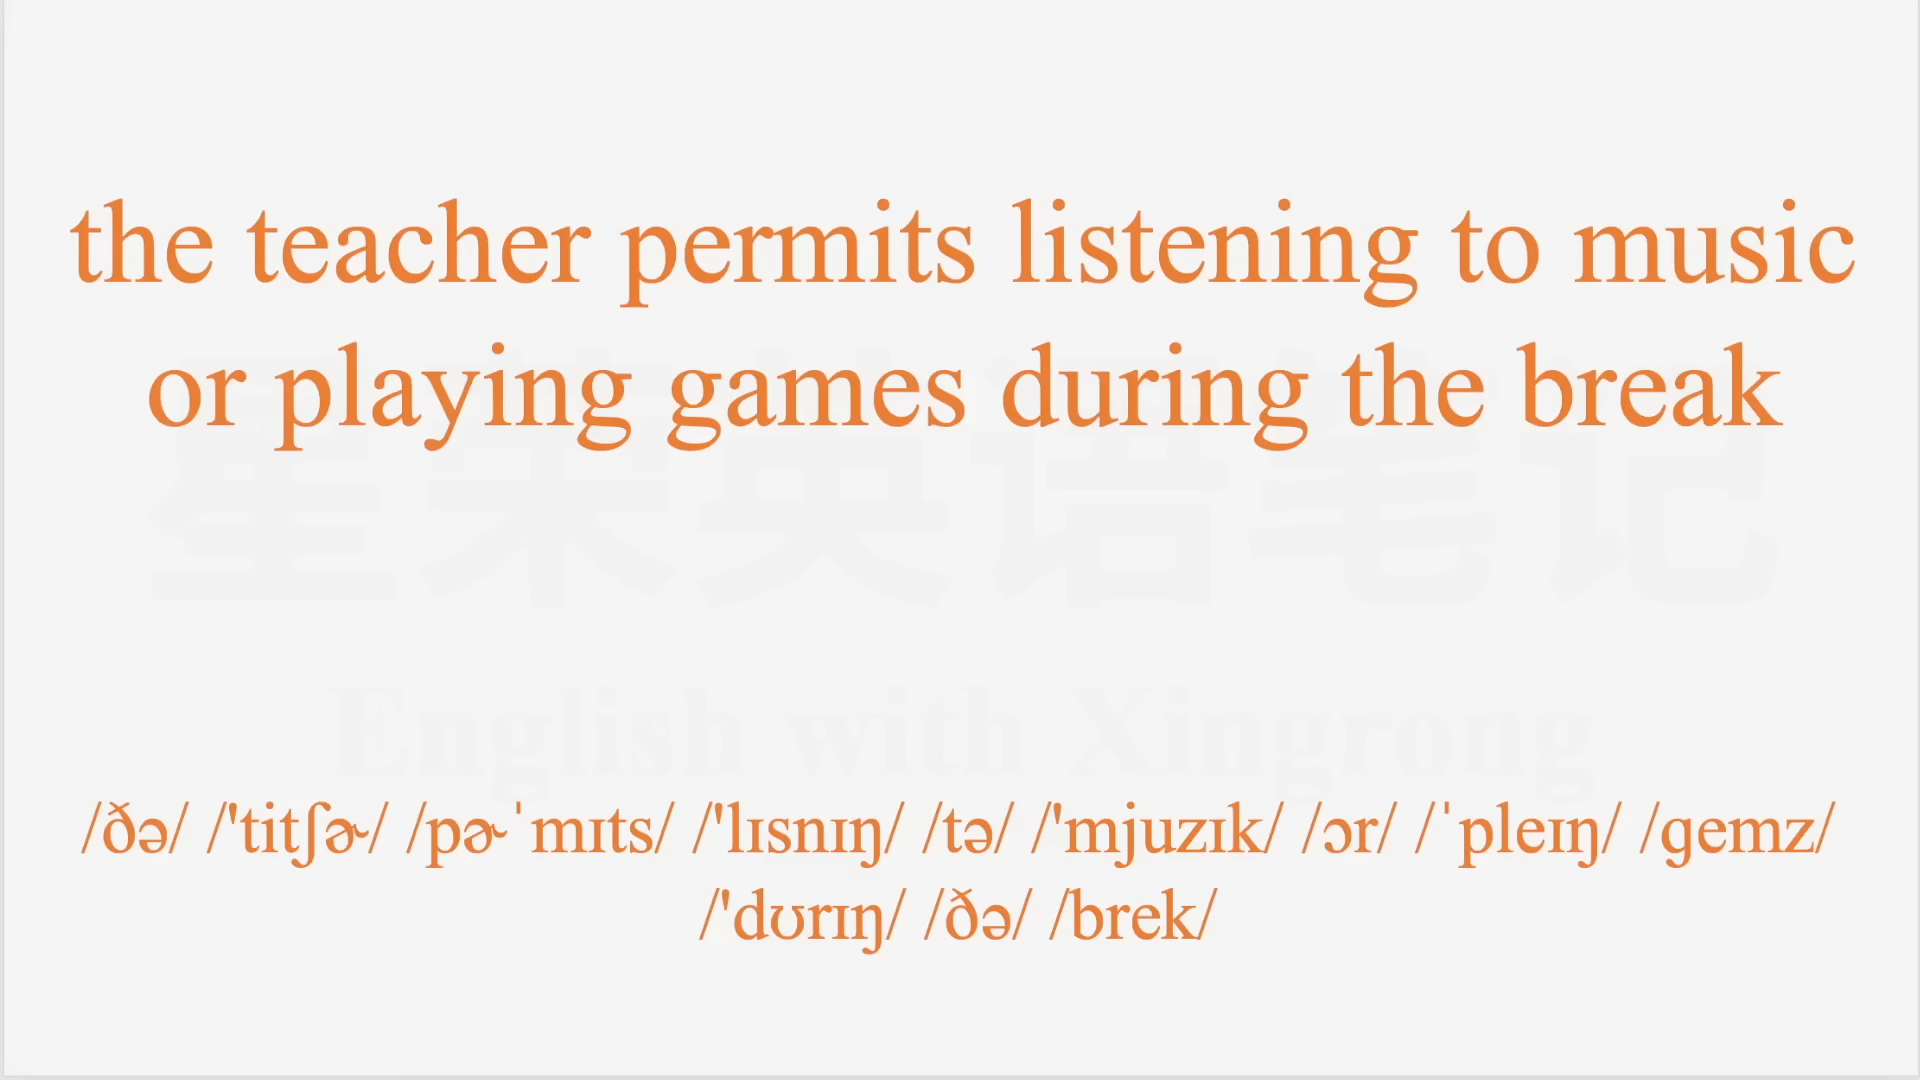 the teacher permits listening to music
or playing games during the break
星荣英语笔记
English with Xingrong
/ðə/ /'titʃɚ/ /pɚˈmɪts/ /'lɪsnɪŋ/ /tə/ /'mjuzɪk/ /ɔr/ /ˈpleɪŋ/ /ɡemz/
/'dʊrɪŋ/ /ðə/ /brek/